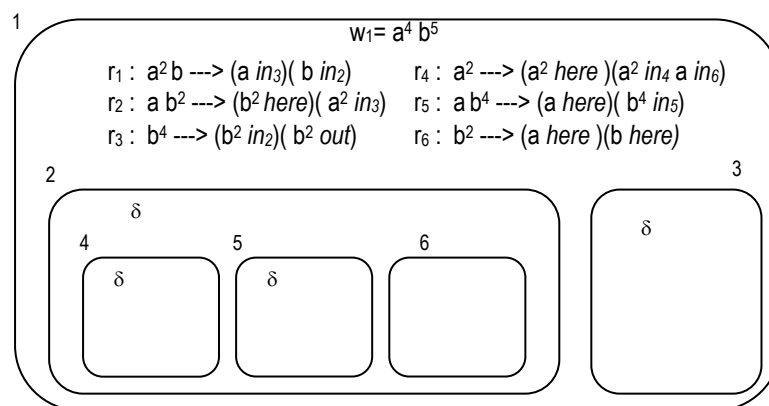 1
w₁= a⁴ b⁵
r₁ : a² b ---> (a in₃)( b in₂) r₄ : a² ---> (a² here )(a² in₄ a in₆)
r₂ : a b² ---> (b² here)( a² in₃) r₅ : a b⁴ ---> (a here)( b⁴ in₅)
r₃ : b⁴ ---> (b² in₂)( b² out) r₆ : b² ---> (a here )(b here)
2 3
δ δ
4 5 6
δ δ